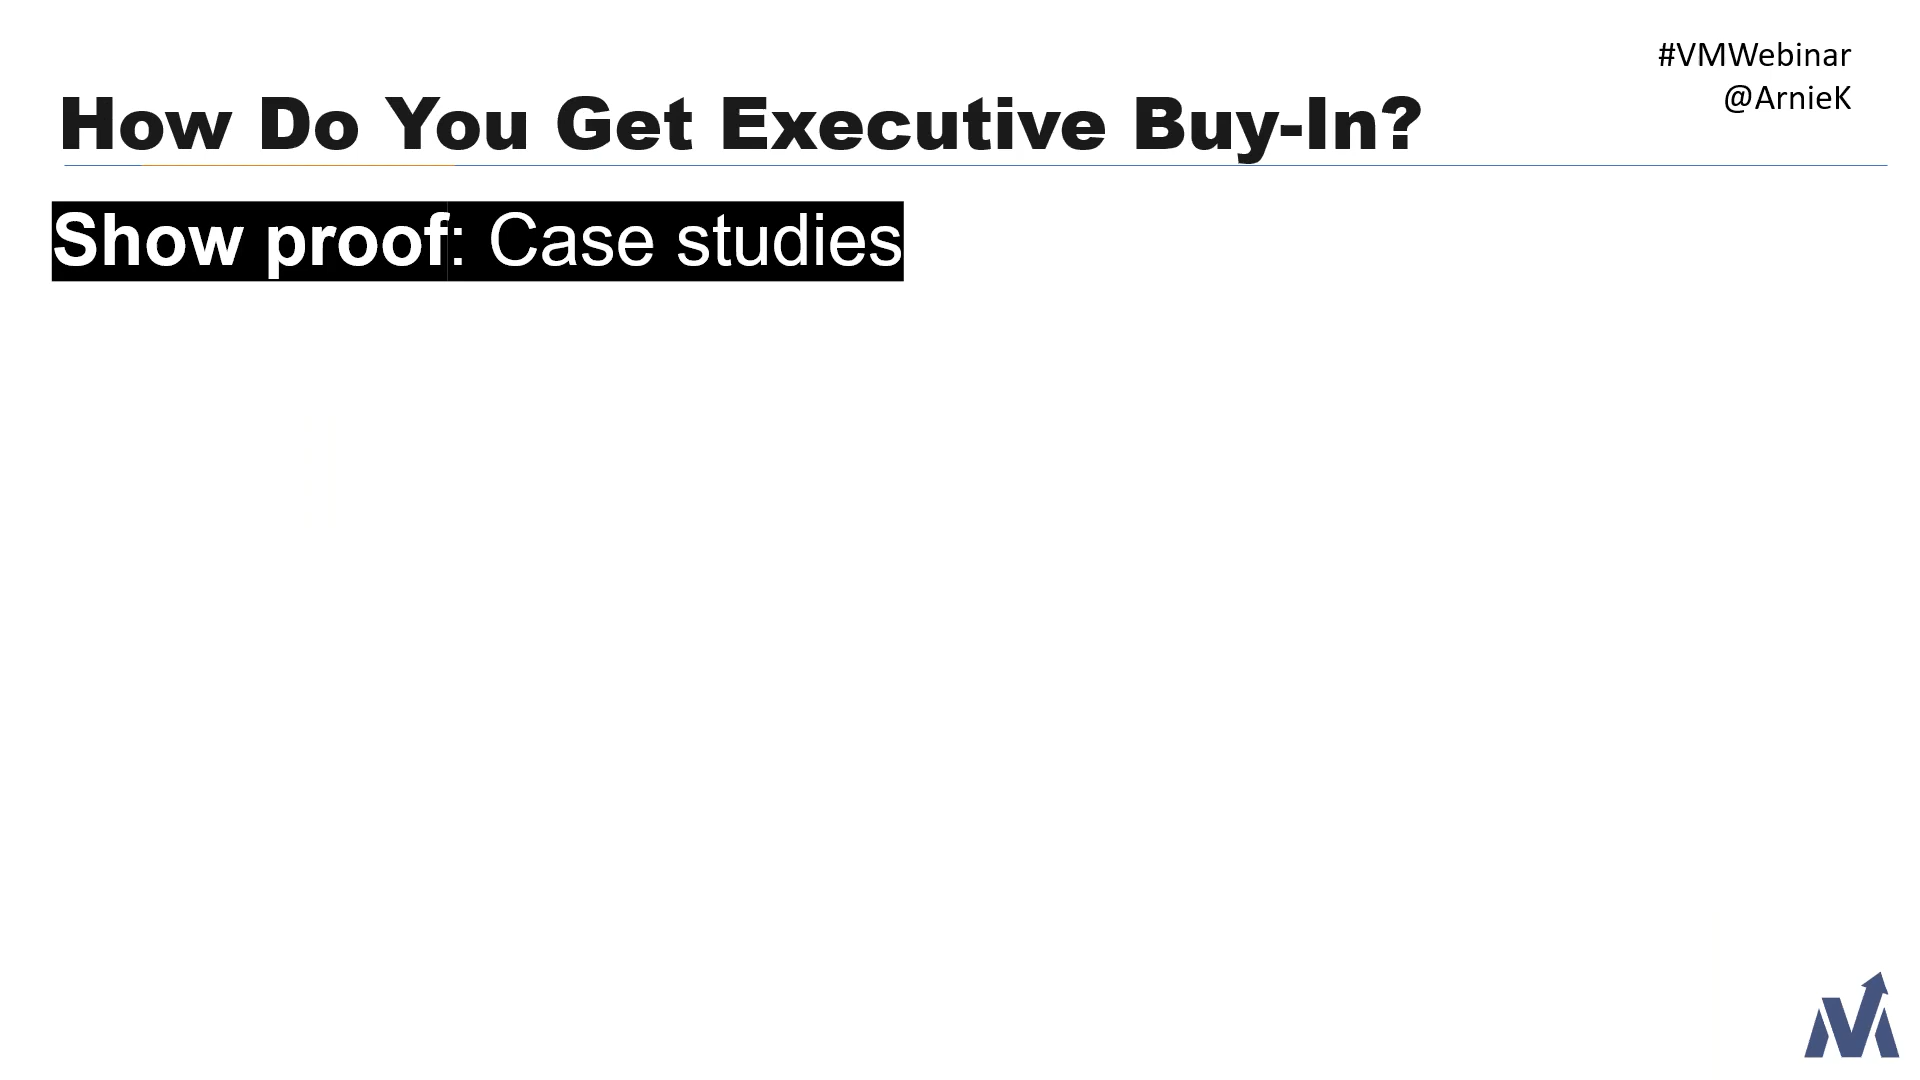 #VMWebinar
@ArnieK
How Do You Get Executive Buy-In?
Show proof: Case studies